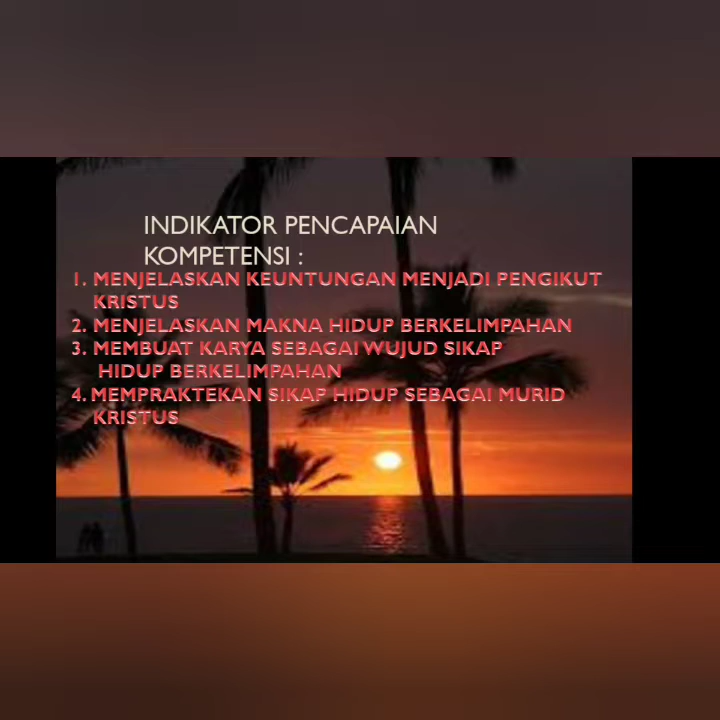 INDIKATOR PENCAPAIAN
KOMPETENSI :
1. MENJELASKAN KEUNTUNGAN MENJADI PENGIKUT
KRISTUS
2. MENJELASKAN MAKNA HIDUP BERKELIMPAHAN
3. MEMBUAT KARYA SEBAGAI WUJUD SIKAP
HIDUP BERKELIMPAHAN
4. MEMPRAKTEKAN SIKAP HIDUP SEBAGAI MURID
KRISTUS